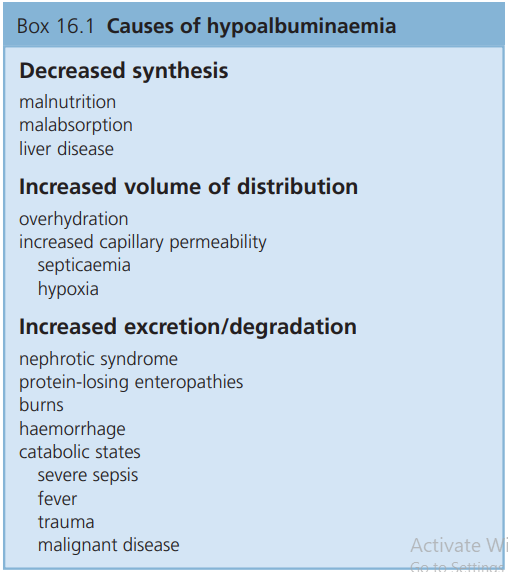 Box 16.1 Causes of hypoalbuminaemia
Decreased synthesis
malnutrition
malabsorption
liver disease
Increased volume of distribution
overhydration
increased capillary permeability
septicaemia
hypoxia
Increased excretion/degradation
nephrotic syndrome
protein-losing enteropathies
burns
haemorrhage
catabolic states
severe sepsis
fever
trauma
malignant disease
Activate Wi
Go to Settings